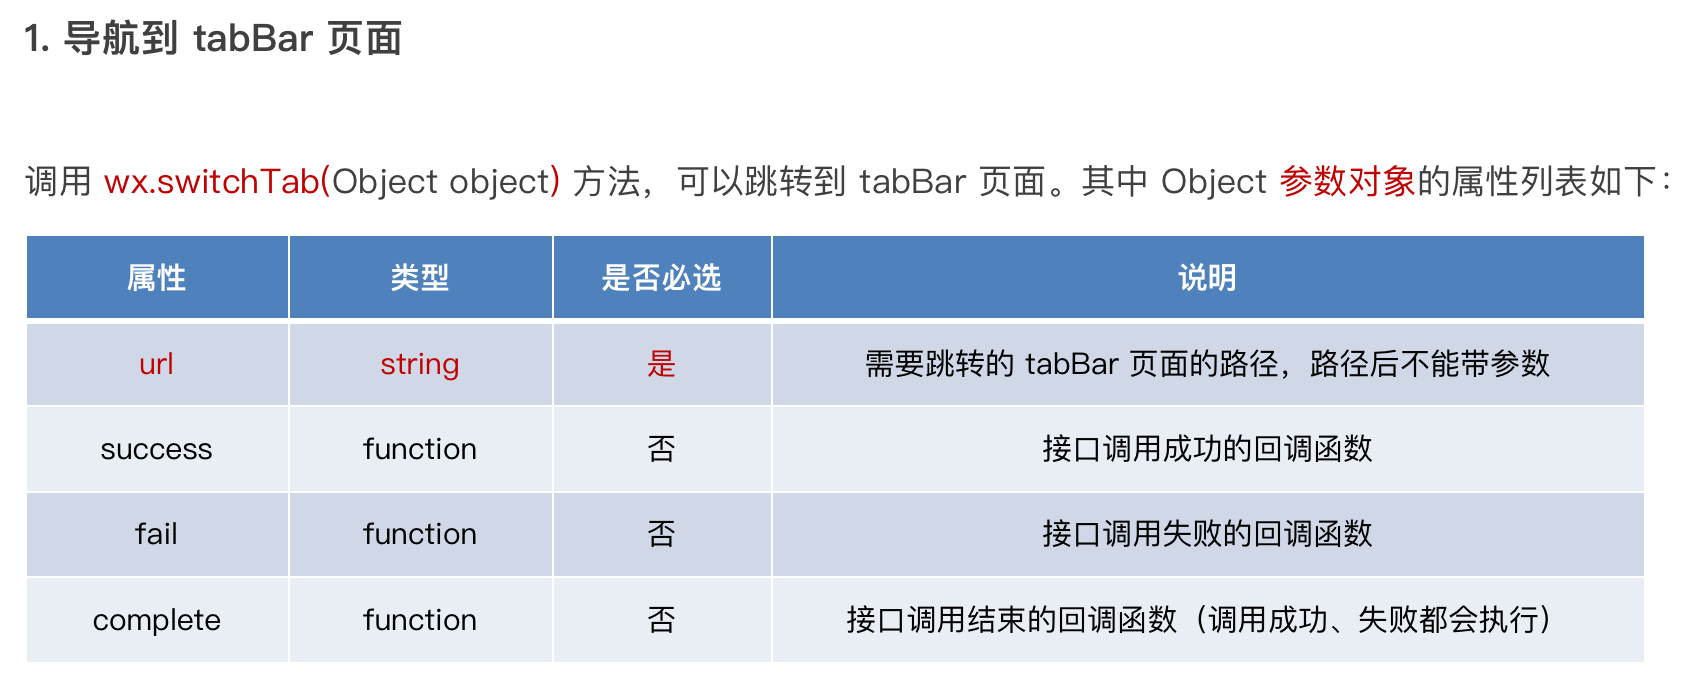 1. 导航到 tabBar 页面
调用 wx.switchTab(Object object) 方法，可以跳转到 tabBar 页面。其中 Object 参数对象的属性列表如下：
属性 类型 是否必选 说明
url string 是 需要跳转的 tabBar 页面的路径，路径后不能带参数
success function 否 接口调用成功的回调函数
fail function 否 接口调用失败的回调函数
complete function 否 接口调用结束的回调函数（调用成功、失败都会执行）